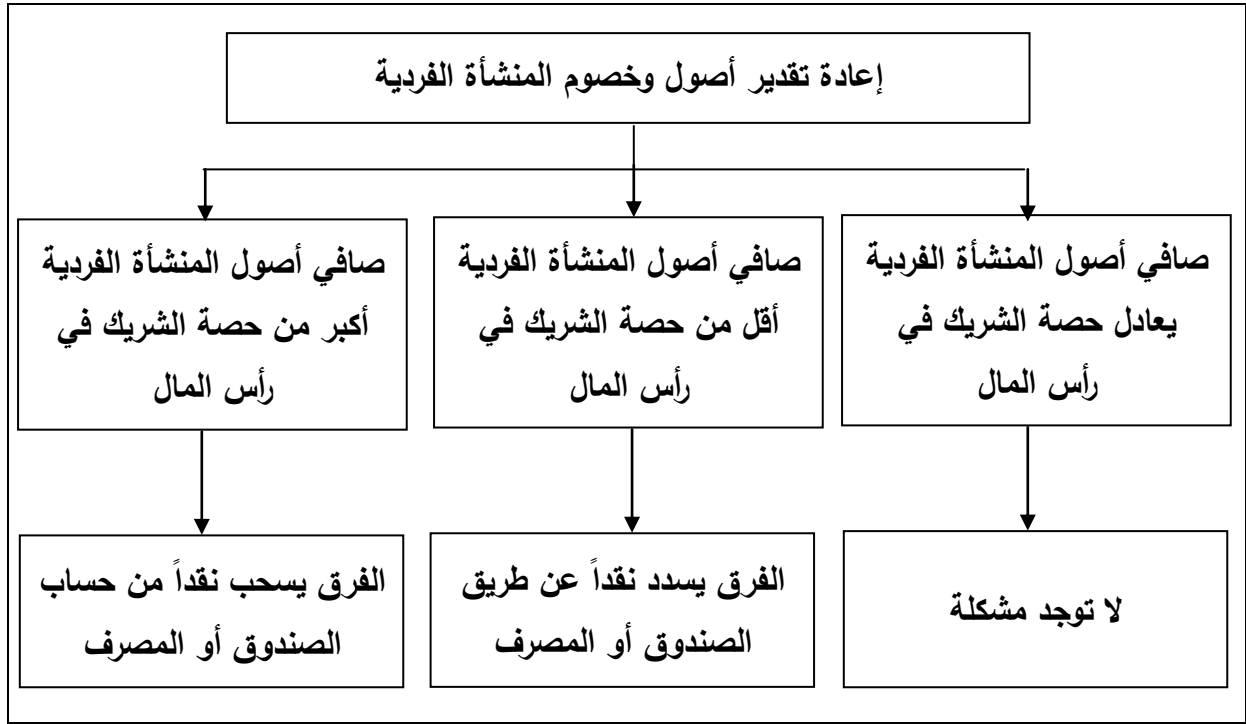 إعادة تقدير أصول وخصوم المنشأة الفردية
صافي أصول المنشأة الفردية
يعادل حصة الشريك في
رأس المال
صافي أصول المنشأة الفردية
أقل من حصة الشريك في
رأس المال
صافي أصول المنشأة الفردية
أكبر من حصة الشريك في
رأس المال
لا توجد مشكلة
الفرق يسدد نقداً عن طريق
الصندوق أو المصرف
الفرق يسحب نقداً من حساب
الصندوق أو المصرف